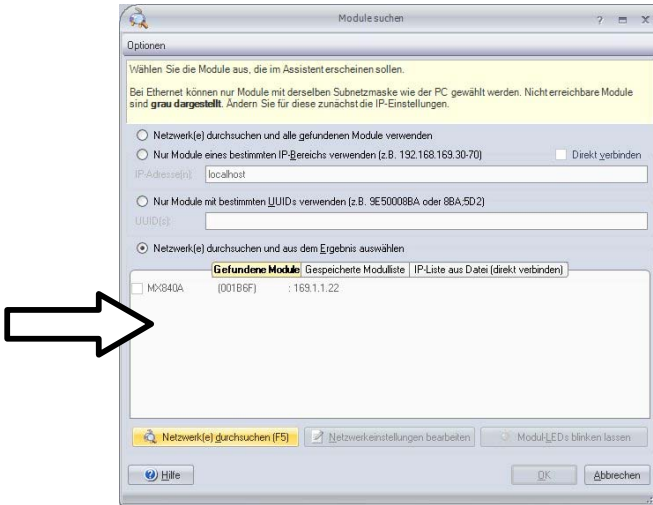 Module suchen
Optionen
Wählen Sie die Module aus, die im Assistent erscheinen sollen.
Bei Ethernet können nur Module mit derselben Subnetzmaske wie der PC gewählt werden. Nicht erreichbare Module
sind grau dargestellt. Ändern Sie für diese zunächst die IP-Einstellungen.
Netzwerk(e) durchsuchen und alle gefundenen Module verwenden
Nur Module eines bestimmten IP-Bereichs verwenden (z.B. 192.168.169.30-70) Direkt verbinden
IP-Adresse(n): localhost
Nur Module mit bestimmten UUIDs verwenden (z.B. 9E50008BA oder 8BA;5D2)
UUID(s):
Netzwerk(e) durchsuchen und aus dem Ergebnis auswählen
Gefundene Module Gespeicherte Modulliste IP-Liste aus Datei (direkt verbinden)
MX840A (001B6F) : 169.1.1.22
Netzwerk(e) durchsuchen (F5) Netzwerkeinstellungen bearbeiten Modul-LEDs blinken lassen
Hilfe OK Abbrechen